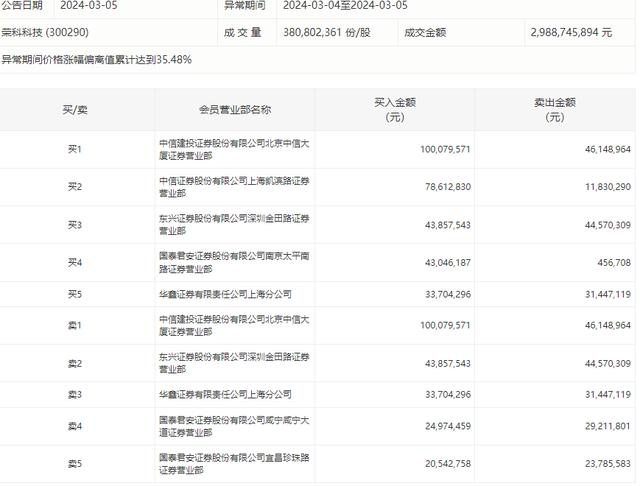 公告日期 2024-03-05 异常期间 2024-03-04至2024-03-05
荣科科技 (300290) 成 交 量 380,802,361 份/股 成交金额 2,988,745,894 元
异常期间价格涨幅偏离值累计达到35.48%
买/卖 会员营业部名称 买入金额 卖出金额
（元） （元）
买1 中信建投证券股份有限公司北京中信大 100,079,571 46,148,964
厦证券营业部
买2 中信证券股份有限公司上海凯滨路证券 78,612,830 11,830,290
营业部
买3 东兴证券股份有限公司深圳金田路证券 43,857,543 44,570,309
营业部
买4 国泰君安证券股份有限公司南京太平南 43,046,187 456,708
路证券营业部
买5 华鑫证券有限责任公司上海分公司 33,704,296 31,447,119
卖1 中信建投证券股份有限公司北京中信大 100,079,571 46,148,964
厦证券营业部
卖2 东兴证券股份有限公司深圳金田路证券 43,857,543 44,570,309
营业部
卖3 华鑫证券有限责任公司上海分公司 33,704,296 31,447,119
卖4 国泰君安证券股份有限公司咸宁咸宁大 24,974,459 29,211,801
道证券营业部
卖5 国泰君安证券股份有限公司宜昌珍珠路 20,542,758 23,785,583
证券营业部